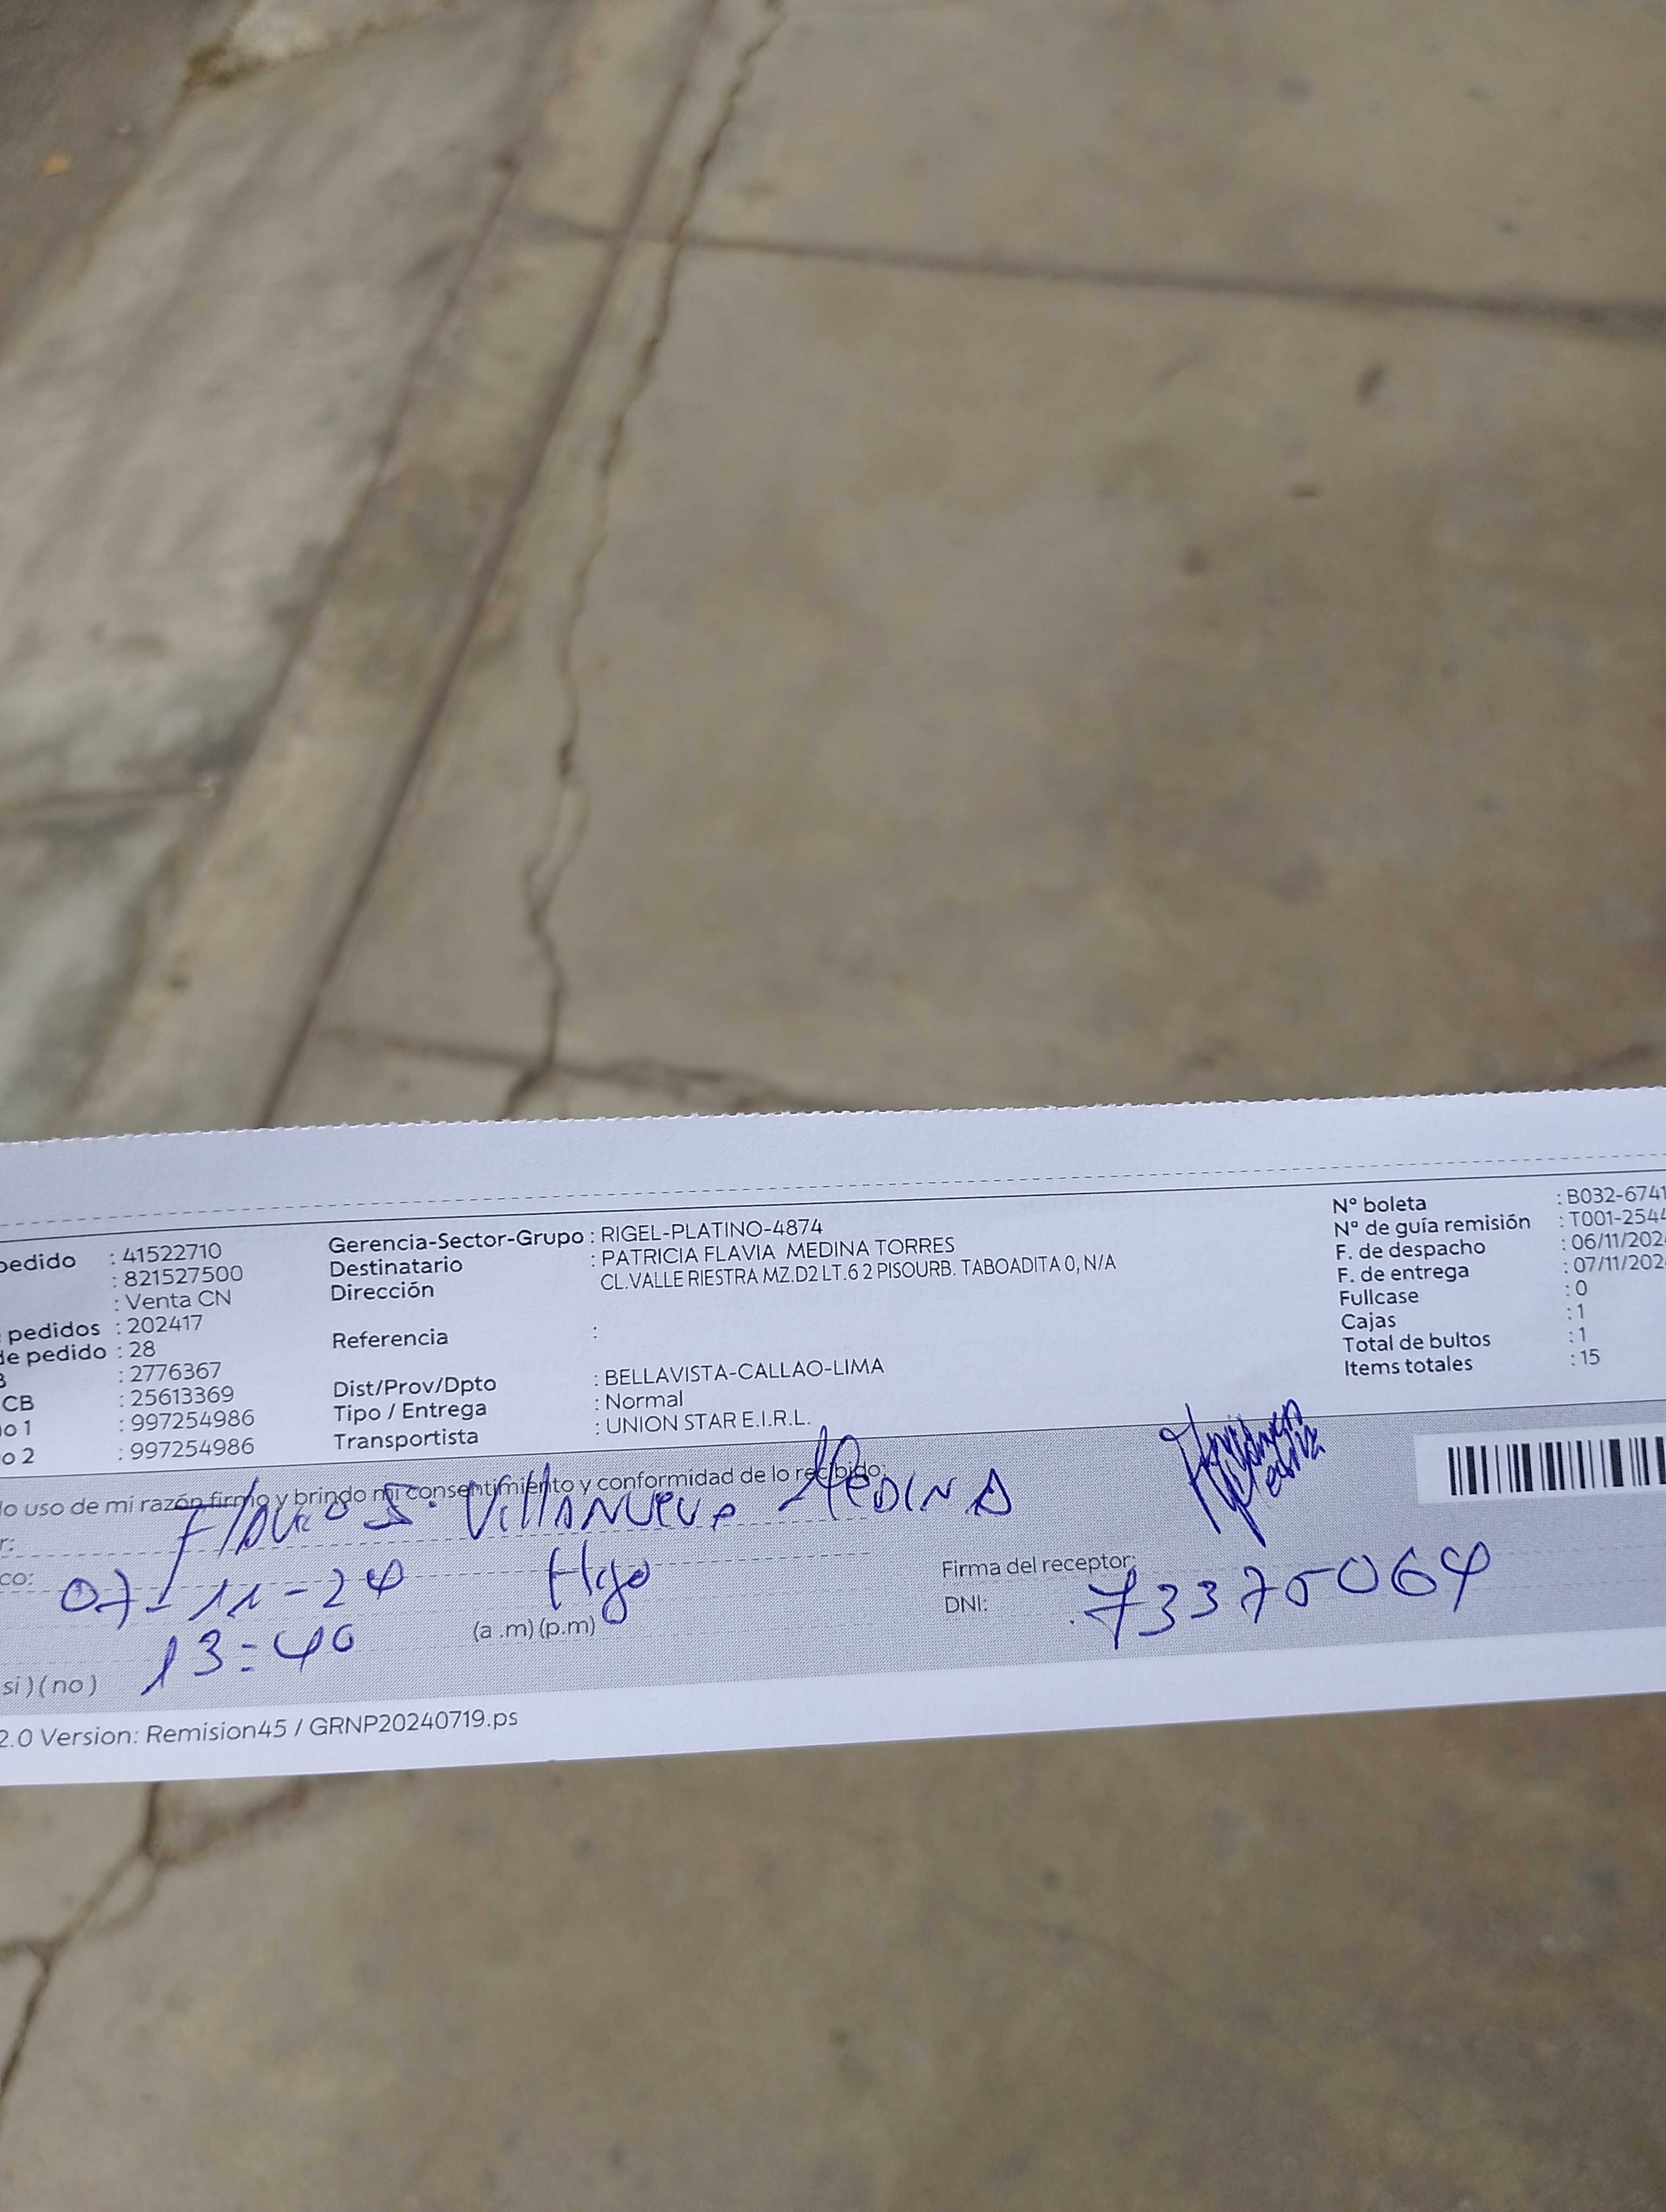 pedido : 41522710
: 821527500
: Venta CN
pedidos : 202417
de pedido : 28
: 2776367
CB : 25613369
o 1 : 997254986
o 2 : 997254986
Gerencia-Sector-Grupo : RIGEL-PLATINO-4874
Destinatario : PATRICIA FLAVIA MEDINA TORRES
Dirección CL.VALLE RIESTRA MZ.D2 LT.6 2 PISOURB. TABOADITA 0, N/A
Referencia :
Dist/Prov/Dpto : BELLAVISTA-CALLAO-LIMA
Tipo / Entrega : Normal
Transportista : UNION STAR E.I.R.L.
N° boleta : B032-6741
N° de guía remisión : T001-2544
F. de despacho : 06/11/202
F. de entrega : 07/11/202
Fullcase : 0
Cajas : 1
Total de bultos : 1
Items totales : 15
lo uso de mi razón firmo y brindo mi consentimiento y conformidad de lo recibido:
r: Flavio S. Villanueva Medina
co: 07-11-24 Hijo
13:40 (a .m) (p.m)
si ) ( no )
Firma del receptor:
DNI: 73375064
2.0 Version: Remision45 / GRNP20240719.ps